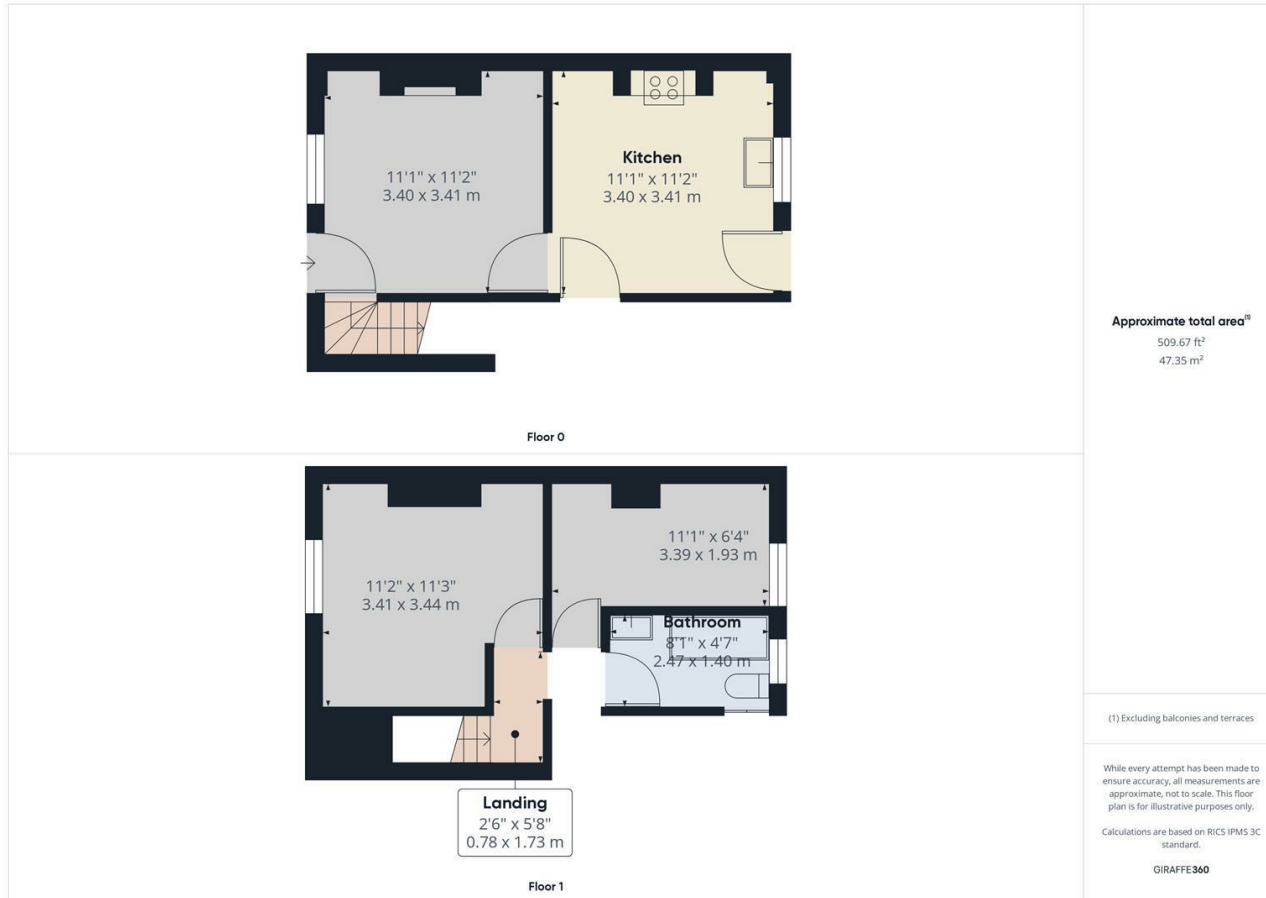 11'1" x 11'2"
3.40 x 3.41 m
Kitchen
11'1" x 11'2"
3.40 x 3.41 m
Floor 0
11'2" x 11'3"
3.41 x 3.44 m
11'1" x 6'4"
3.39 x 1.93 m
Bathroom
8'1" x 4'7"
2.47 x 1.40 m
Landing
2'6" x 5'8"
0.78 x 1.73 m
Floor 1
Approximate total area⁽¹⁾
509.67 ft²
47.35 m²
(1) Excluding balconies and terraces
While every attempt has been made to
ensure accuracy, all measurements are
approximate, not to scale. This floor
plan is for illustrative purposes only.
Calculations are based on RICS IPMS 3C
standard.
GIRAFFE360